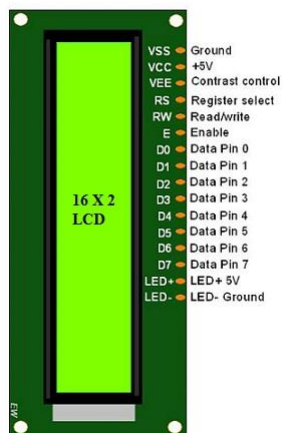 VSS Ground
VCC +5V
VEE Contrast control
RS Register select
RW Read/write
E Enable
D0 Data Pin 0
D1 Data Pin 1
D2 Data Pin 2
D3 Data Pin 3
D4 Data Pin 4
D5 Data Pin 5
D6 Data Pin 6
D7 Data Pin 7
LED+ LED+ 5V
LED- LED- Ground
16 X 2
LCD
EW